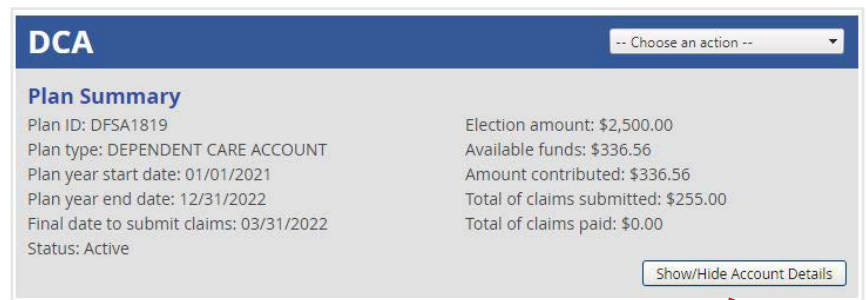 DCA
-- Choose an action --
Plan Summary
Plan ID: DFSA1819
Plan type: DEPENDENT CARE ACCOUNT
Plan year start date: 01/01/2021
Plan year end date: 12/31/2022
Final date to submit claims: 03/31/2022
Status: Active
Election amount: $2,500.00
Available funds: $336.56
Amount contributed: $336.56
Total of claims submitted: $255.00
Total of claims paid: $0.00
Show/Hide Account Details